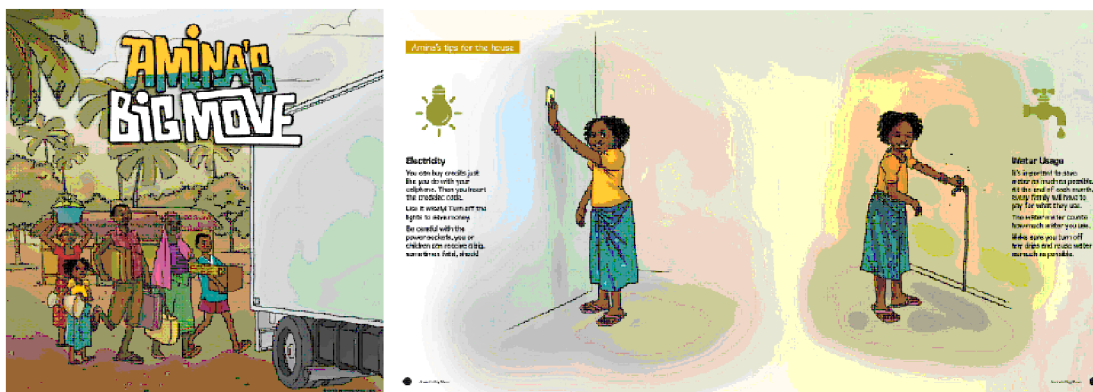 AMINA'S
BIG MOVE
Amina's tips for the house
Electricity
You can buy credits just
like you do with your
cellphone. Then you insert
the credelec code.
Use it wisely! Turn off the
lights to save money.
Be careful with the
power sockets, you or
children can receive a big,
sometimes fatal, shock!
Water Usage
It's important to save
water as much as possible.
At the end of each month,
every family will have to
pay for what they use.
The water meter counts
how much water you use.
Make sure you turn off
any drips and reuse water
as much as possible.